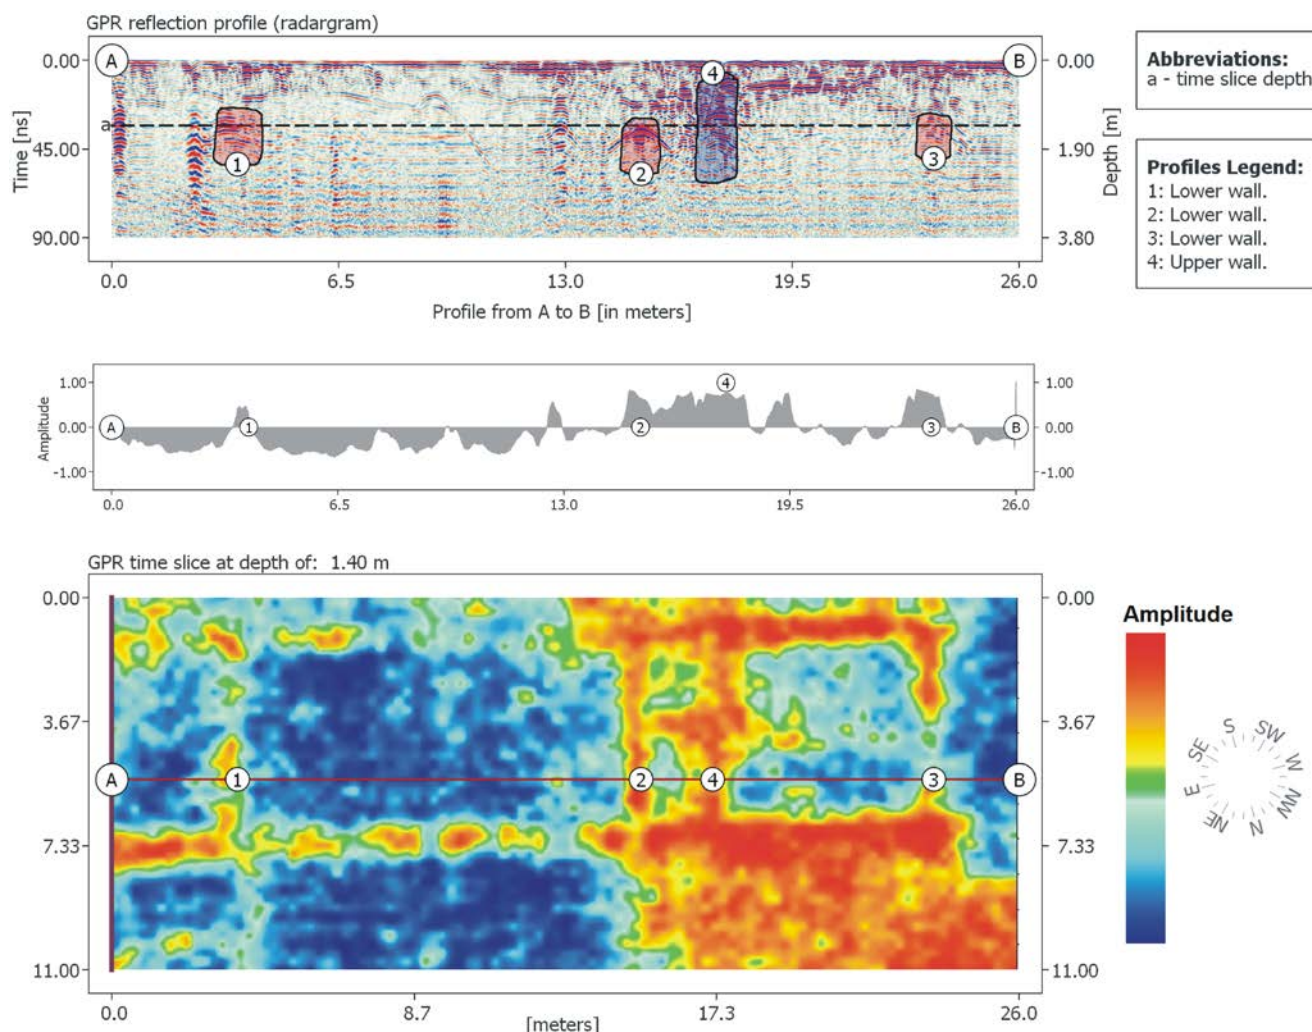 GPR reflection profile (radargram)
A
B
4
a
1
2
3
0.00
45.00
90.00
Time [ns]
0.00
1.90
3.80
Depth [m]
0.0 6.5 13.0 19.5 26.0
Profile from A to B [in meters]
Abbreviations:
a - time slice depth
Profiles Legend:
1: Lower wall.
2: Lower wall.
3: Lower wall.
4: Upper wall.
1.00
0.00
-1.00
Amplitude
A
1
2
4
3
B
1.00
0.00
-1.00
0.0 6.5 13.0 19.5 26.0
GPR time slice at depth of: 1.40 m
0.00
3.67
7.33
11.00
A
1
2
4
3
B
0.00
3.67
7.33
11.00
0.0 8.7 17.3 26.0
[meters]
Amplitude
S
SW
W
NW
N
NE
E
SE